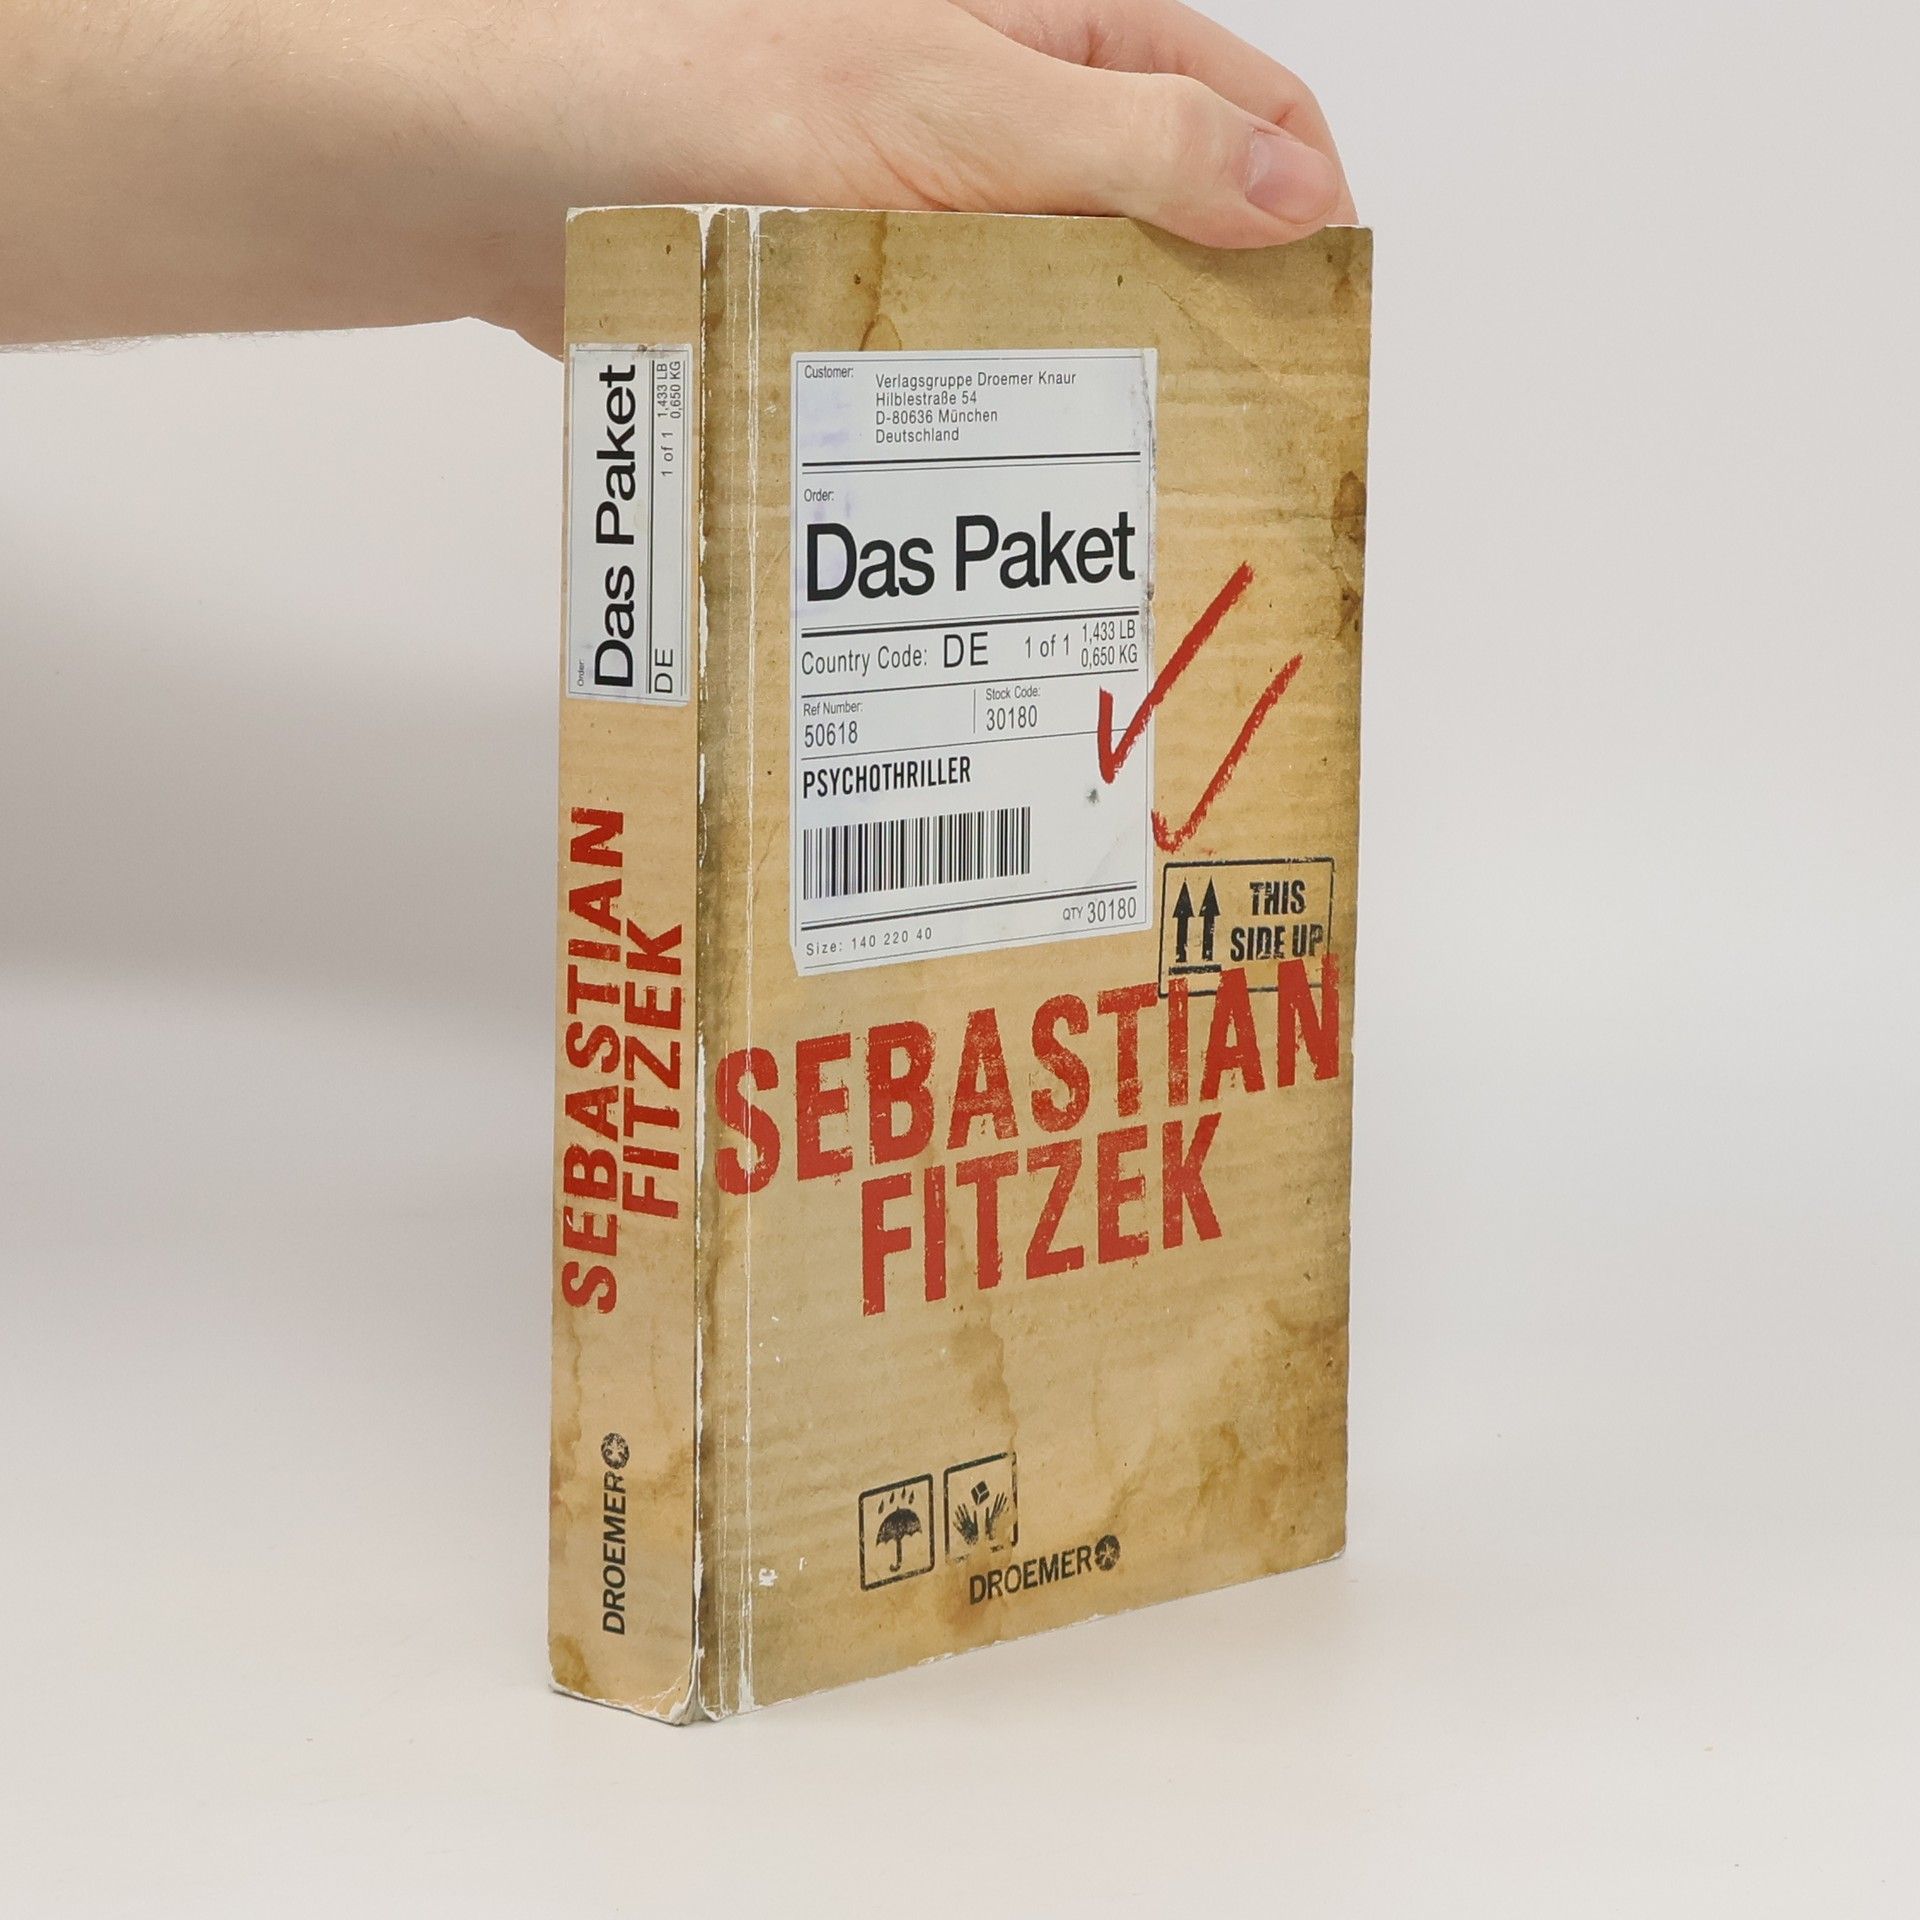 Order:
Das Paket
DE 1 of 1 1,433 LB
0,650 KG
SEBASTIAN
FITZEK
DROEMER
Customer:
Verlagsgruppe Droemer Knaur
Hilblestraße 54
D-80636 München
Deutschland
Order:
Das Paket
Country Code: DE 1 of 1 1,433 LB
0,650 KG
Ref Number: Stock Code:
50618 30180
PSYCHOTHRILLER
QTY 30180
Size: 140 220 40
THIS
SIDE UP
SEBASTIAN
FITZEK
DROEMER